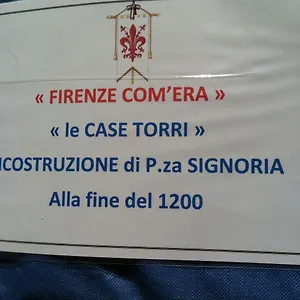 « FIRENZE COM'ERA »
« le CASE TORRI »
ICOSTRUZIONE di P.za SIGNORIA
Alla fine del 1200